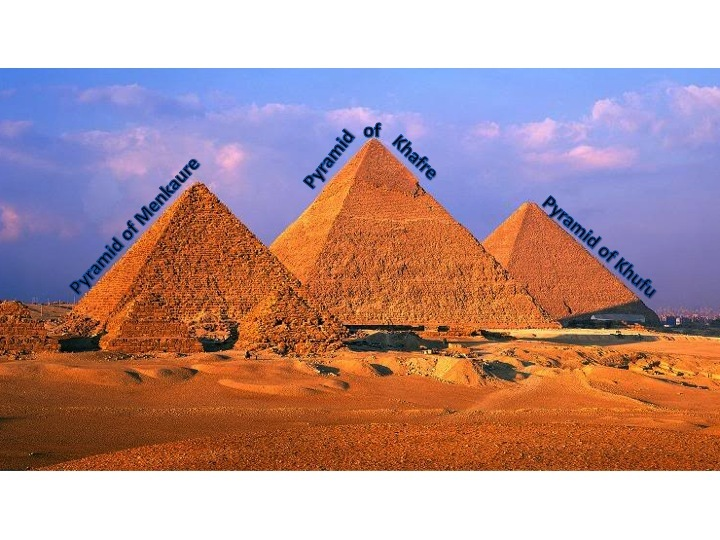 Pyramid of Menkaure
Pyramid of Khafre
Pyramid of Khufu